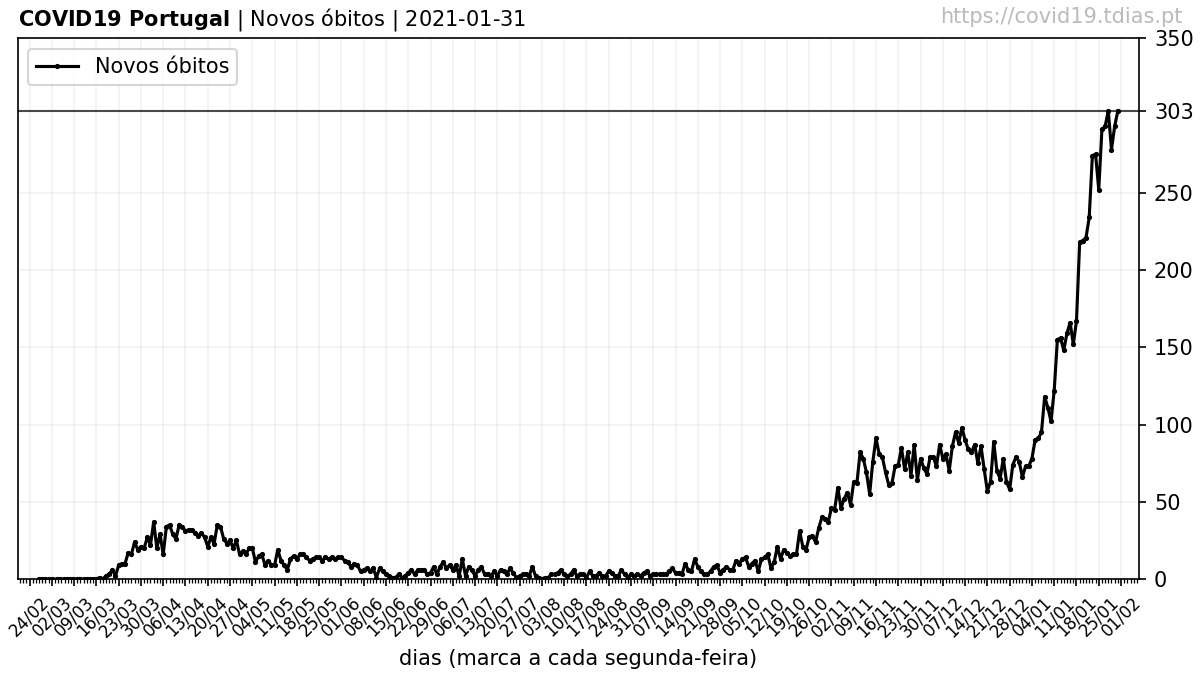 COVID19 Portugal | Novos óbitos | 2021-01-31
https://covid19.tdias.pt
Novos óbitos
350
303
250
200
150
100
50
0
24/02 02/03 09/03 16/03 23/03 30/03 06/04 13/04 20/04 27/04 04/05 11/05 18/05 25/05 01/06 08/06 15/06 22/06 29/06 06/07 13/07 20/07 27/07 03/08 10/08 17/08 24/08 31/08 07/09 14/09 21/09 28/09 05/10 12/10 19/10 26/10 02/11 09/11 16/11 23/11 30/11 07/12 14/12 21/12 28/12 04/01 11/01 18/01 25/01 01/02
dias (marca a cada segunda-feira)